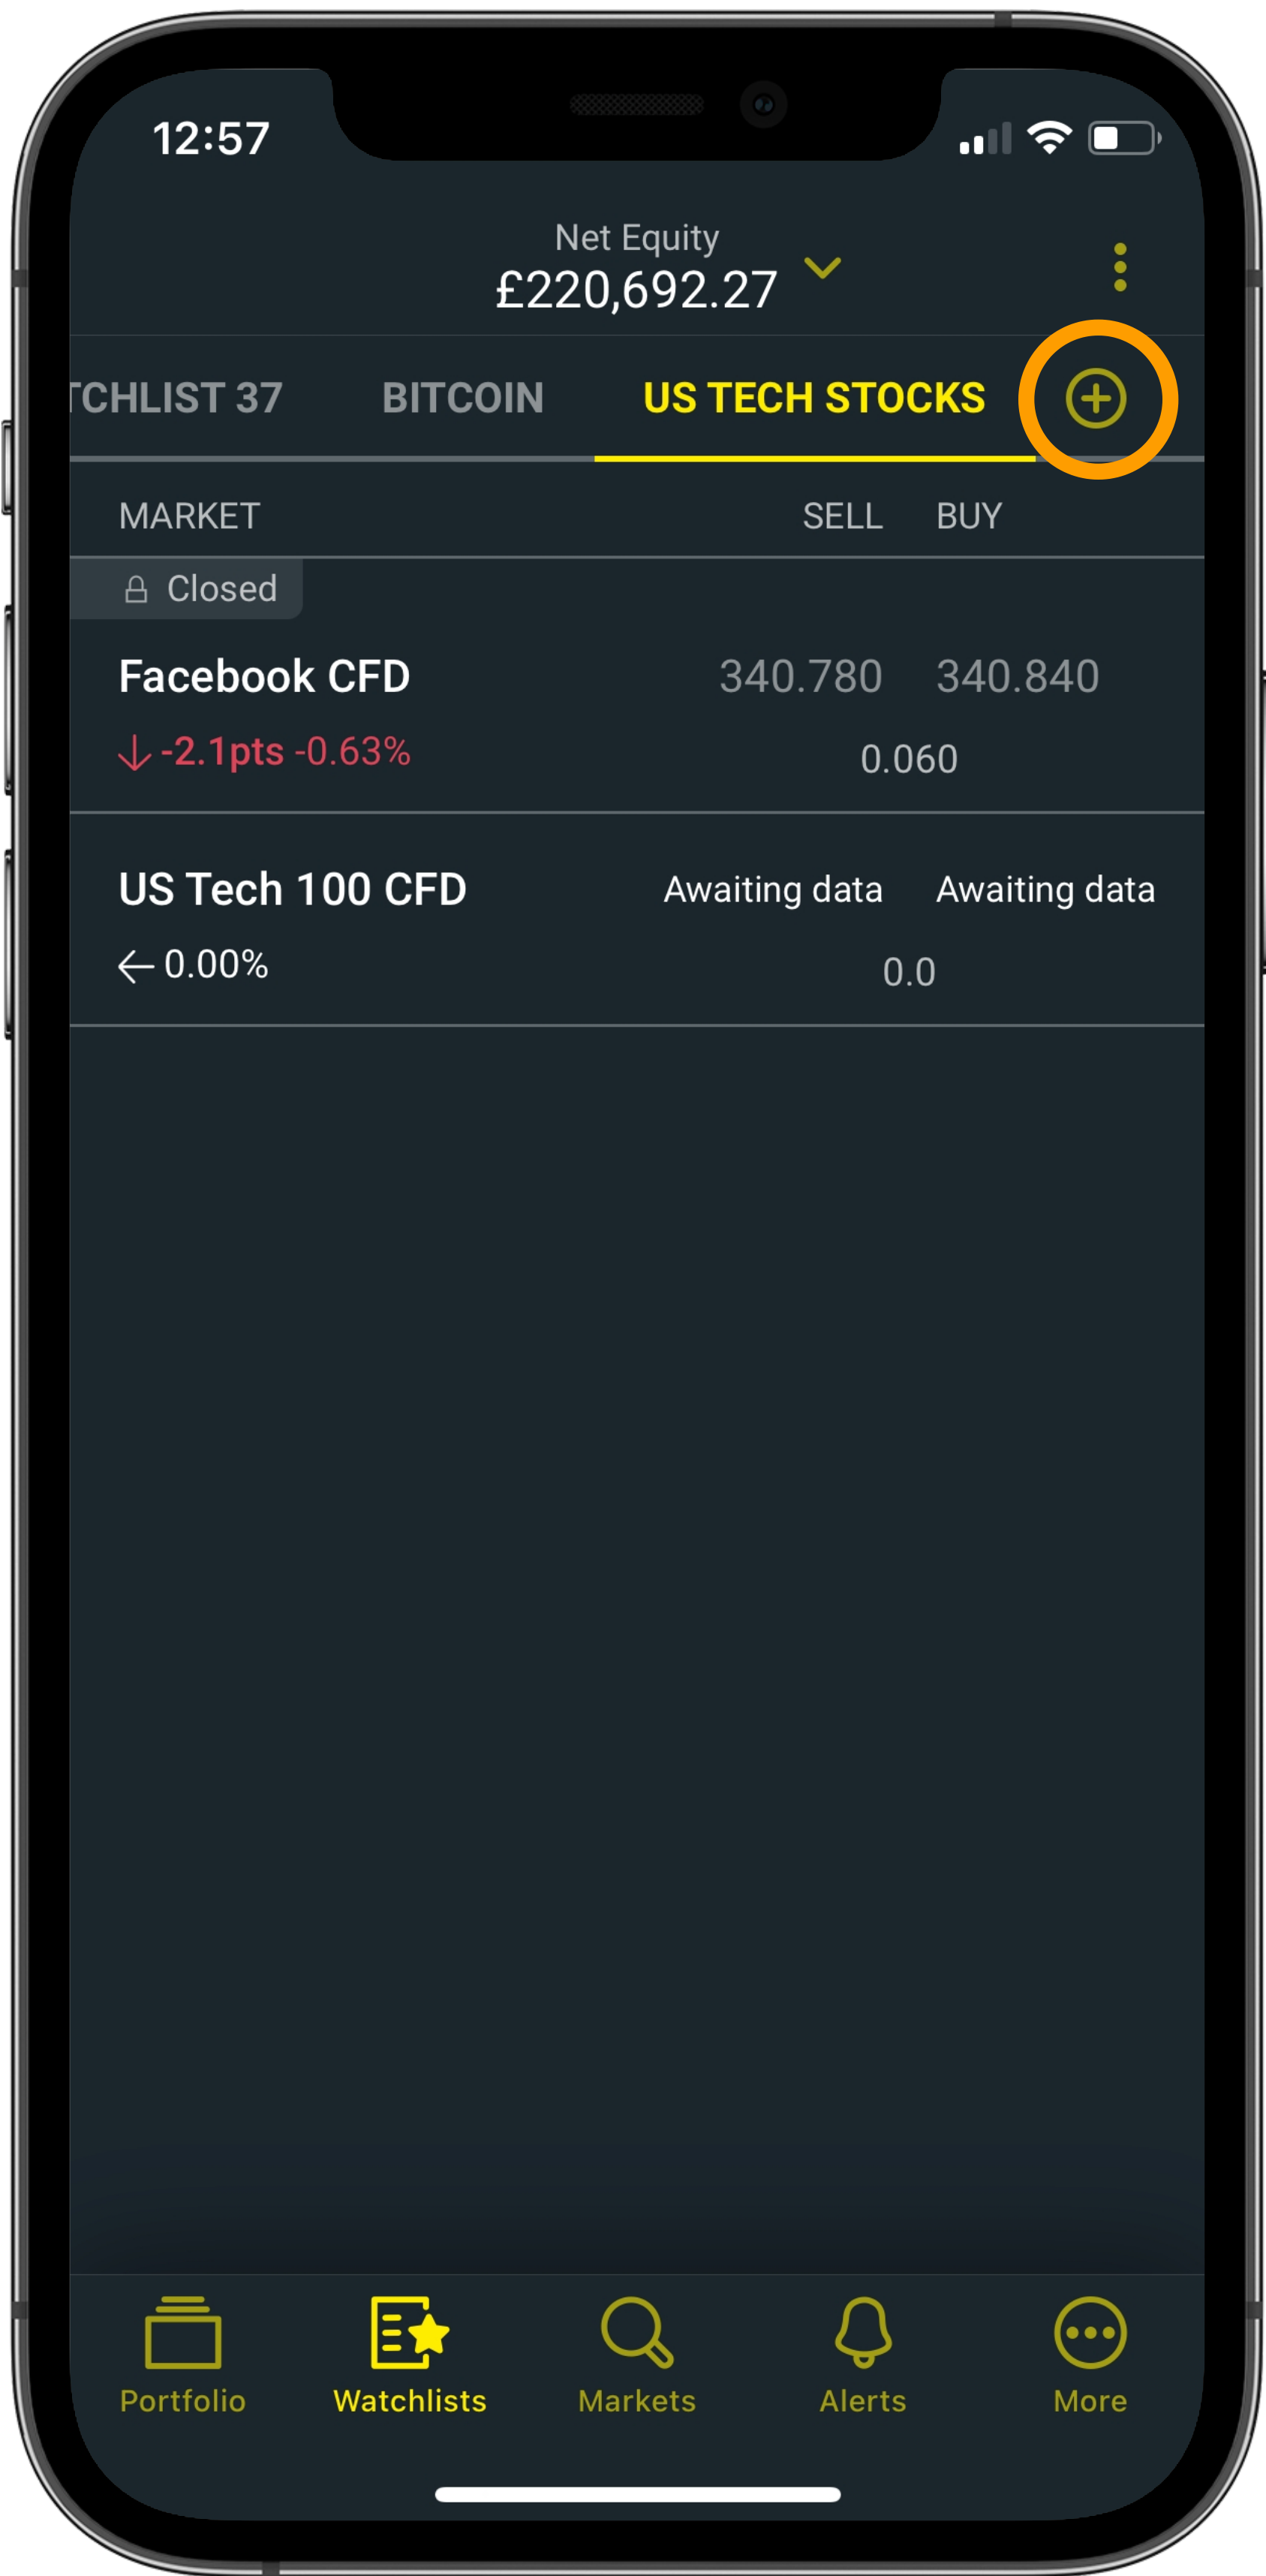 12:57
Net Equity
£220,692.27
TCHLIST 37 BITCOIN US TECH STOCKS
MARKET SELL BUY
Closed
Facebook CFD 340.780 340.840
-2.1pts -0.63% 0.060
US Tech 100 CFD Awaiting data Awaiting data
0.00% 0.0
Portfolio Watchlists Markets Alerts More